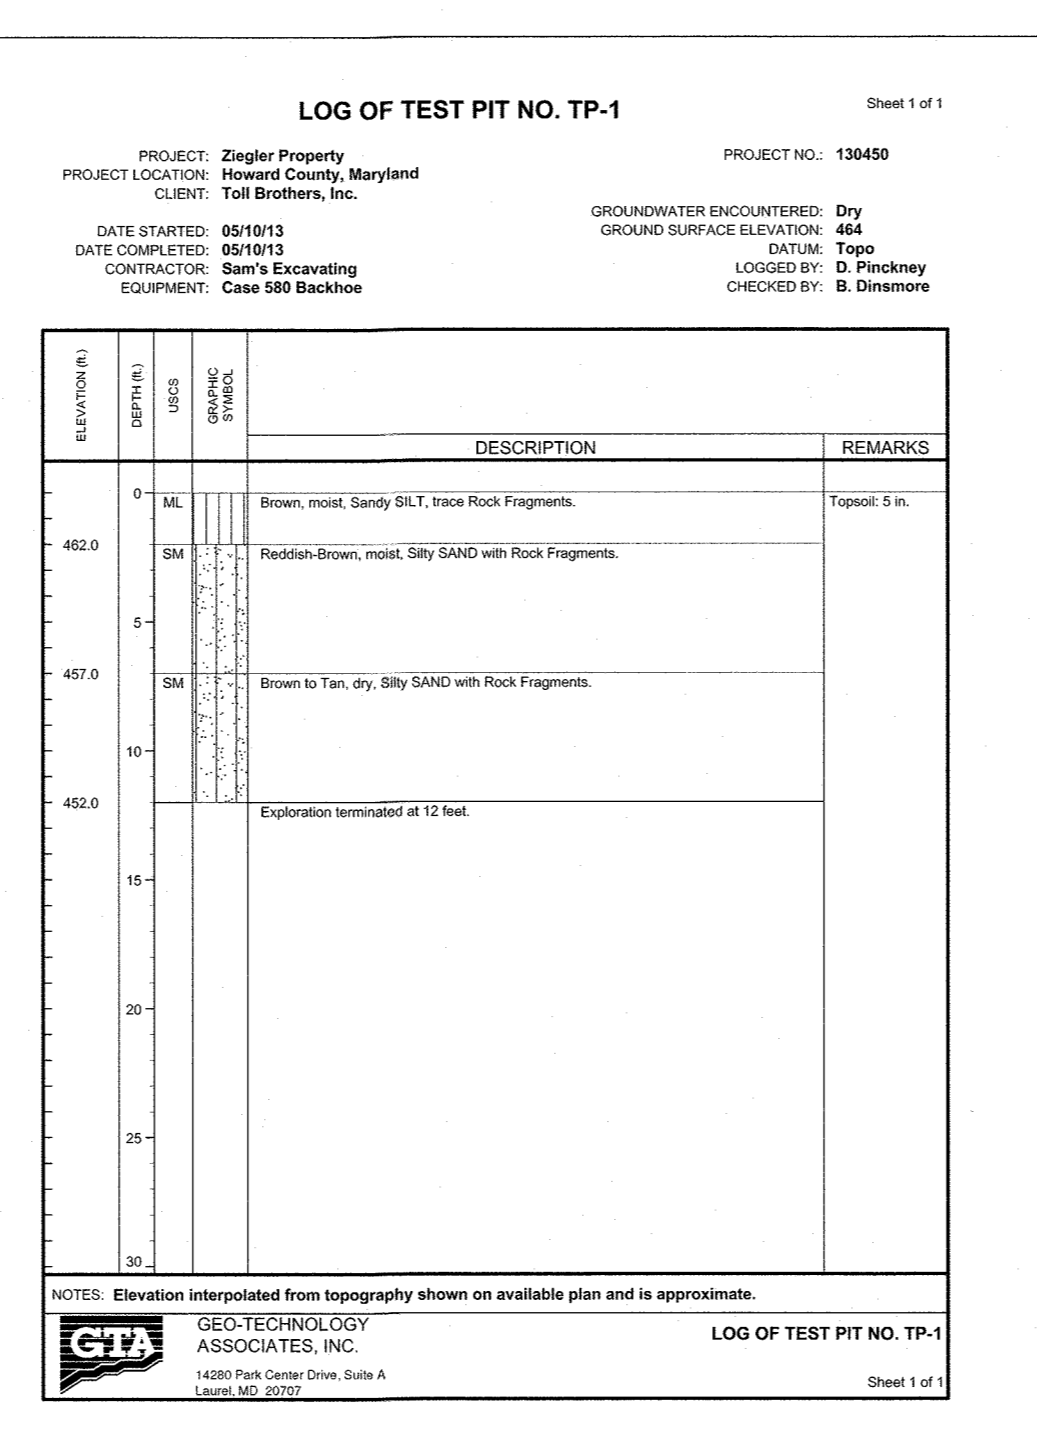 LOG OF TEST PIT NO. TP-1
Sheet 1 of 1
PROJECT: Ziegler Property
PROJECT LOCATION: Howard County, Maryland
CLIENT: Toll Brothers, Inc.
PROJECT NO.: 130450
DATE STARTED: 05/10/13
DATE COMPLETED: 05/10/13
CONTRACTOR: Sam's Excavating
EQUIPMENT: Case 580 Backhoe
GROUNDWATER ENCOUNTERED: Dry
GROUND SURFACE ELEVATION: 464
DATUM: Topo
LOGGED BY: D. Pinckney
CHECKED BY: B. Dinsmore
ELEVATION (ft.)
DEPTH (ft.)
USCS
GRAPHIC
SYMBOL
DESCRIPTION
REMARKS
0
ML Brown, moist, Sandy SILT, trace Rock Fragments. Topsoil: 5 in.
462.0
SM Reddish-Brown, moist, Silty SAND with Rock Fragments.
5
457.0
SM Brown to Tan, dry, Silty SAND with Rock Fragments.
10
452.0
Exploration terminated at 12 feet.
15
20
25
30
NOTES: Elevation interpolated from topography shown on available plan and is approximate.
GTA
GEO-TECHNOLOGY
ASSOCIATES, INC.
14280 Park Center Drive, Suite A
Laurel, MD 20707
LOG OF TEST PIT NO. TP-1
Sheet 1 of 1